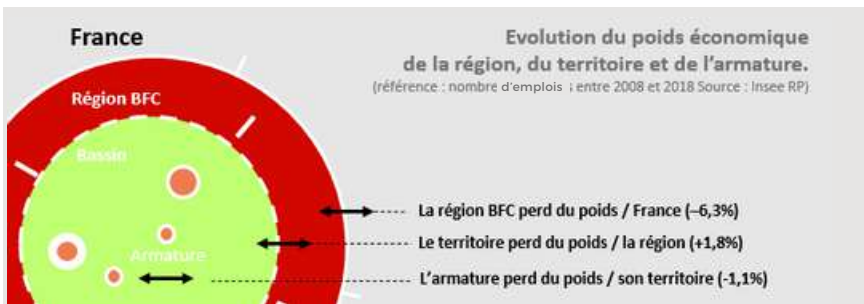 France
Evolution du poids économique
de la région, du territoire et de l'armature.
(référence : nombre d'emplois : entre 2008 et 2018 Source : Insee RP)
Région BFC
Bassin
La région BFC perd du poids / France (–6,3%)
Le territoire perd du poids / la région (+1,8%)
Armature
L'armature perd du poids / son territoire (-1,1%)